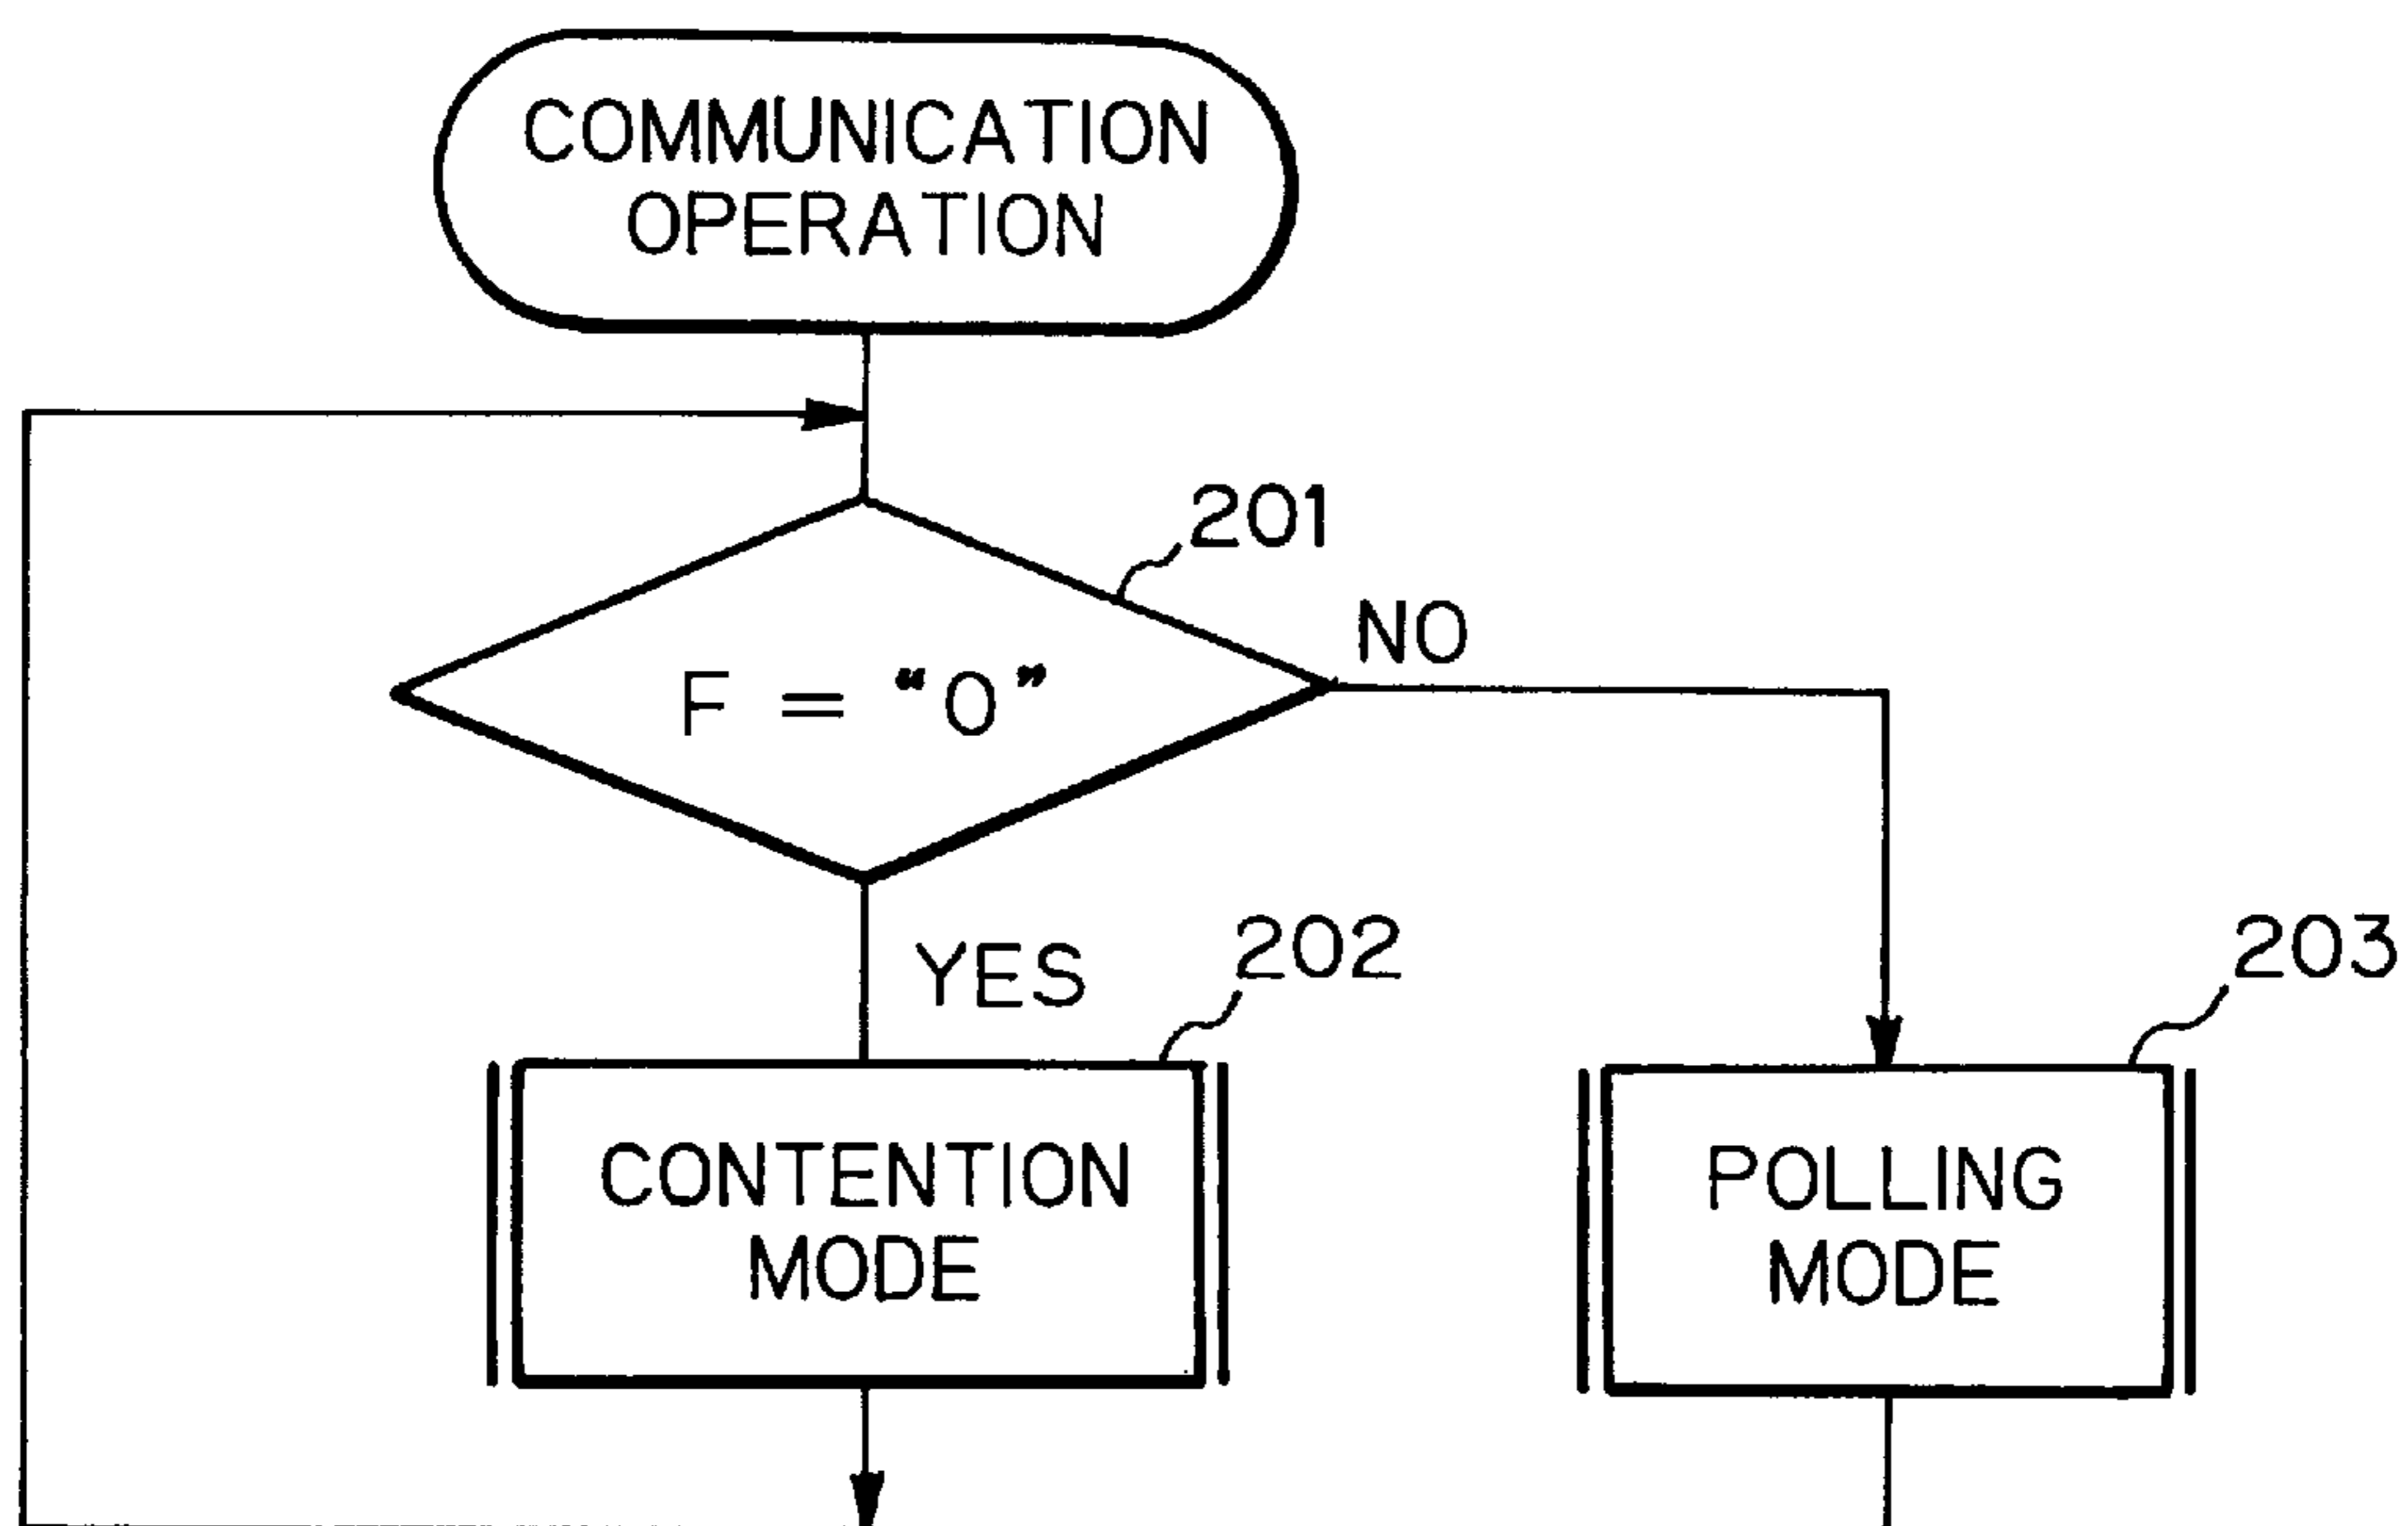 COMMUNICATION
OPERATION
201
NO
F = “0”
YES
202
203
CONTENTION
MODE
POLLING
MODE